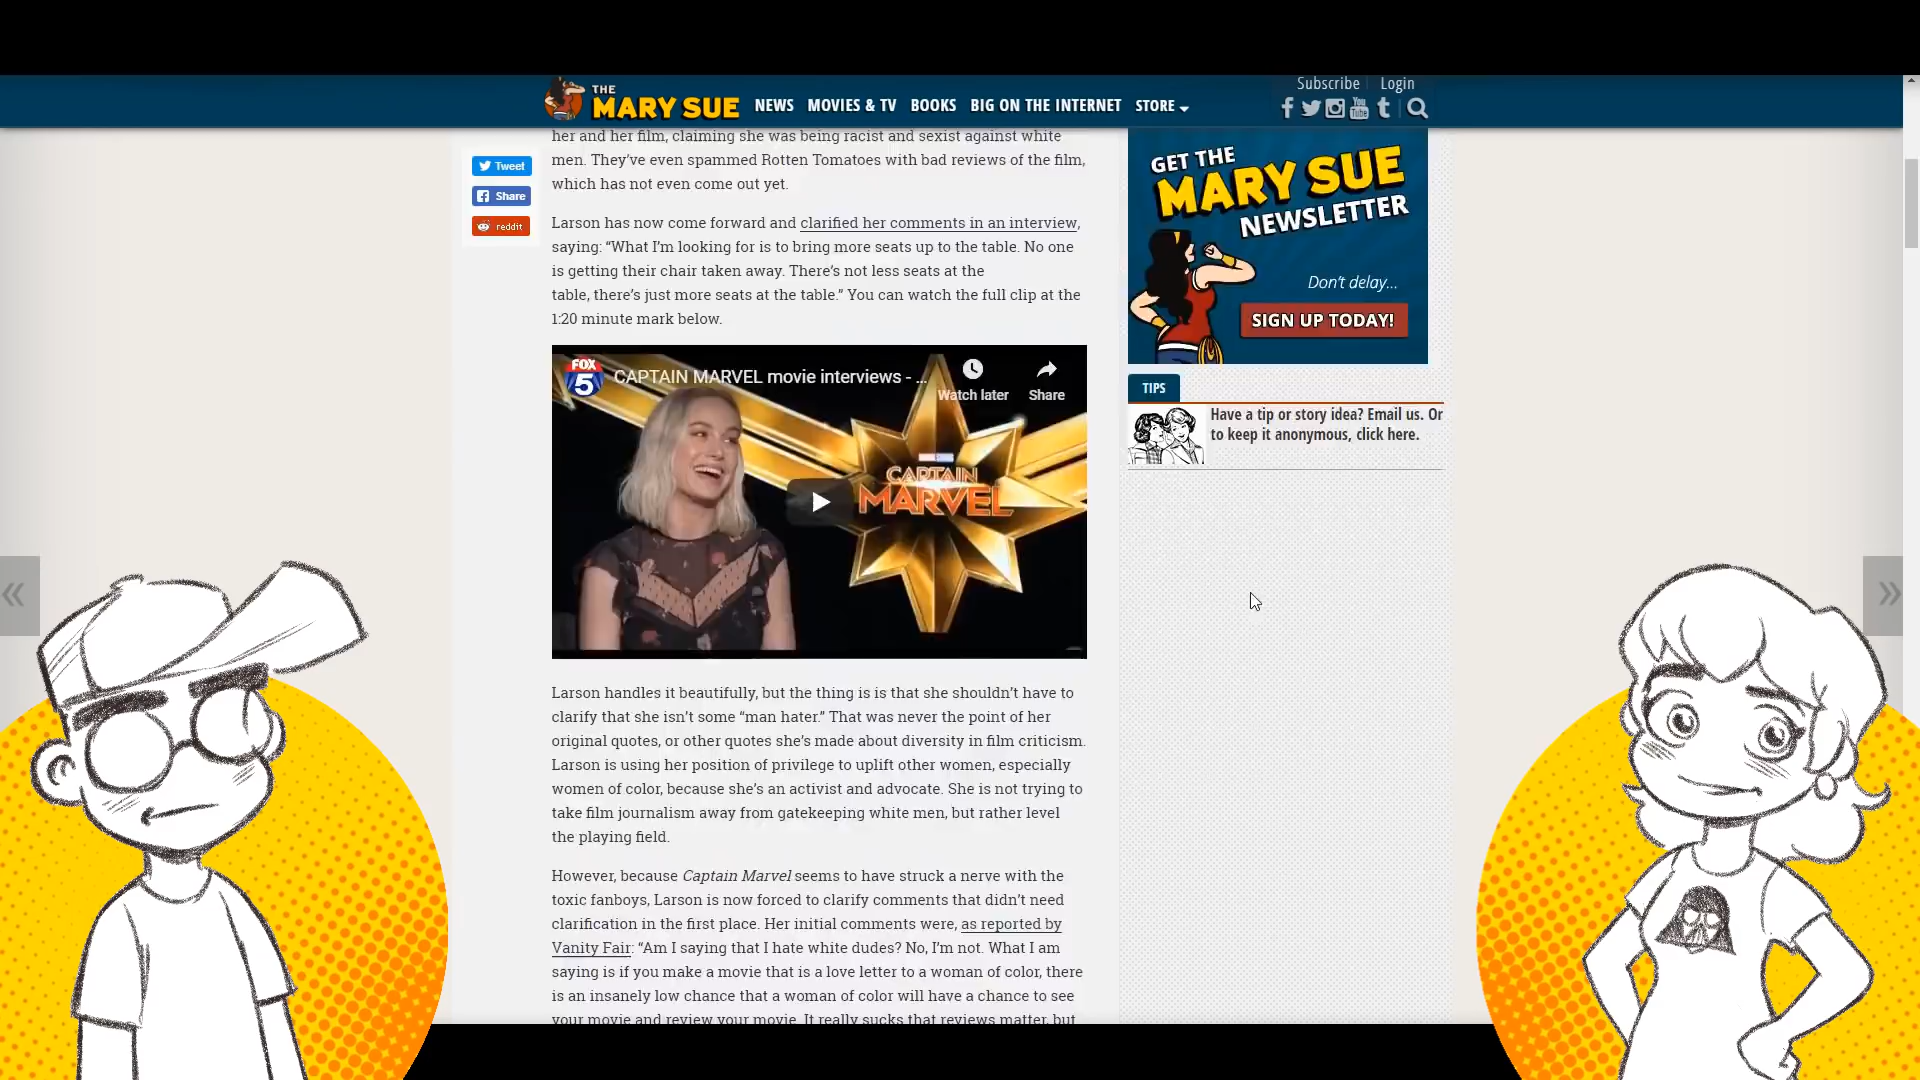 Subscribe Login
THE
MARY SUE
NEWS MOVIES & TV BOOKS BIG ON THE INTERNET STORE
her and her film, claiming she was being racist and sexist against white
men. They’ve even spammed Rotten Tomatoes with bad reviews of the film,
which has not even come out yet.
Tweet
Share
reddit
Larson has now come forward and clarified her comments in an interview,
saying: “What I’m looking for is to bring more seats up to the table. No one
is getting their chair taken away. There’s not less seats at the
table, there’s just more seats at the table.” You can watch the full clip at the
1:20 minute mark below.
FOX
5
CAPTAIN MARVEL movie interviews - ...
Watch later
Share
CAPTAIN
MARVEL
Larson handles it beautifully, but the thing is is that she shouldn’t have to
clarify that she isn’t some “man hater.” That was never the point of her
original quotes, or other quotes she’s made about diversity in film criticism.
Larson is using her position of privilege to uplift other women, especially
women of color, because she’s an activist and advocate. She is not trying to
take film journalism away from gatekeeping white men, but rather level
the playing field.
However, because Captain Marvel seems to have struck a nerve with the
toxic fanboys, Larson is now forced to clarify comments that didn’t need
clarification in the first place. Her initial comments were, as reported by
Vanity Fair: “Am I saying that I hate white dudes? No, I’m not. What I am
saying is if you make a movie that is a love letter to a woman of color, there
is an insanely low chance that a woman of color will have a chance to see
your movie and review your movie. It really sucks that reviews matter, but
GET THE
MARY SUE
NEWSLETTER
Don’t delay...
SIGN UP TODAY!
TIPS
Have a tip or story idea? Email us. Or
to keep it anonymous, click here.